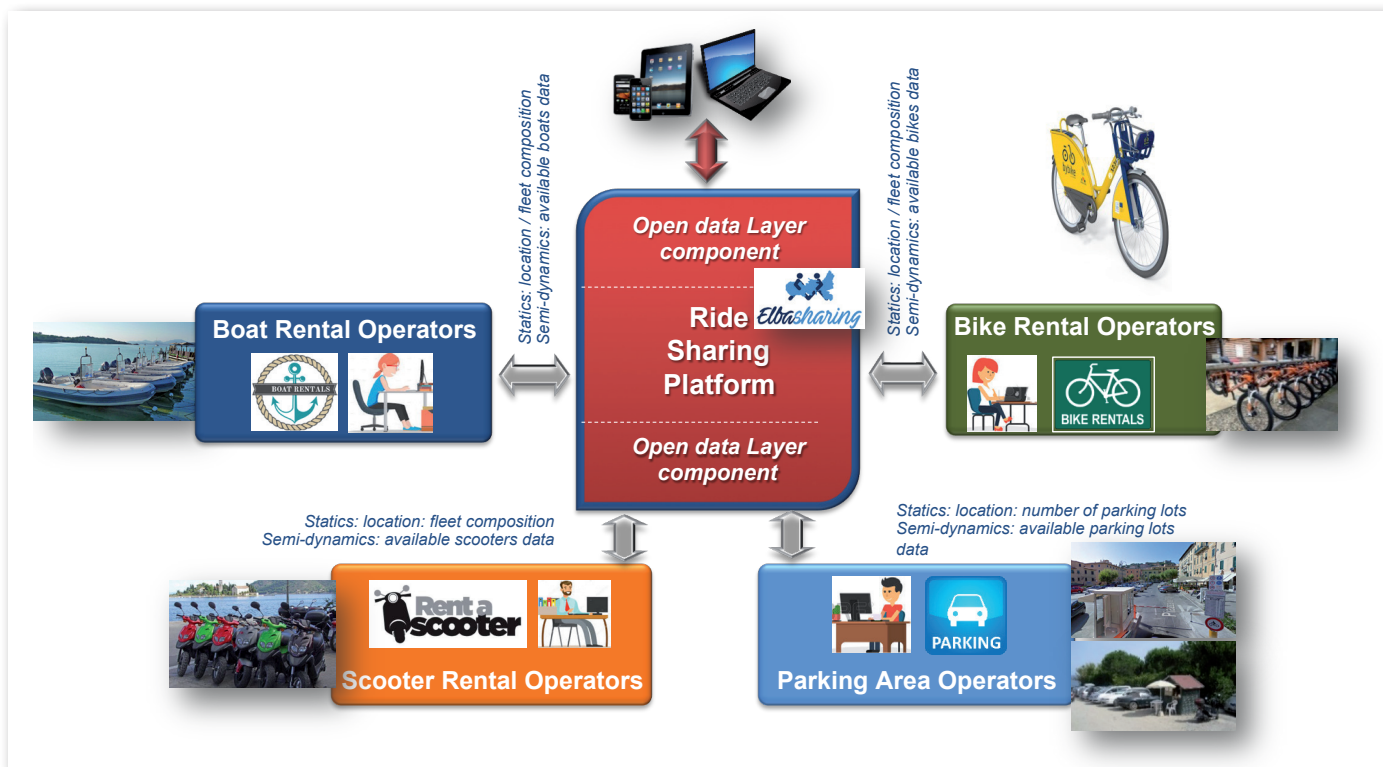 Statics: location / fleet composition
Semi-dynamics: available boats data
Statics: location / fleet composition
Semi-dynamics: available bikes data
Open data Layer
component
Elbasharing
Ride
Sharing
Platform
Open data Layer
component
Boat Rental Operators
BOAT RENTALS
Bike Rental Operators
BIKE RENTALS
Statics: location: fleet composition
Semi-dynamics: available scooters data
Statics: location: number of parking lots
Semi-dynamics: available parking lots
data
Rent a
scooter
Scooter Rental Operators
PARKING
Parking Area Operators